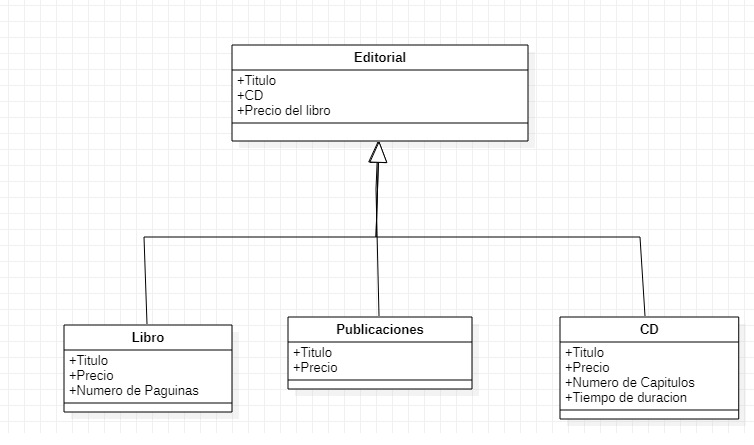 Editorial
+Titulo
+CD
+Precio del libro
Libro
+Titulo
+Precio
+Numero de Paguinas
Publicaciones
+Titulo
+Precio
CD
+Titulo
+Precio
+Numero de Capitulos
+Tiempo de duracion